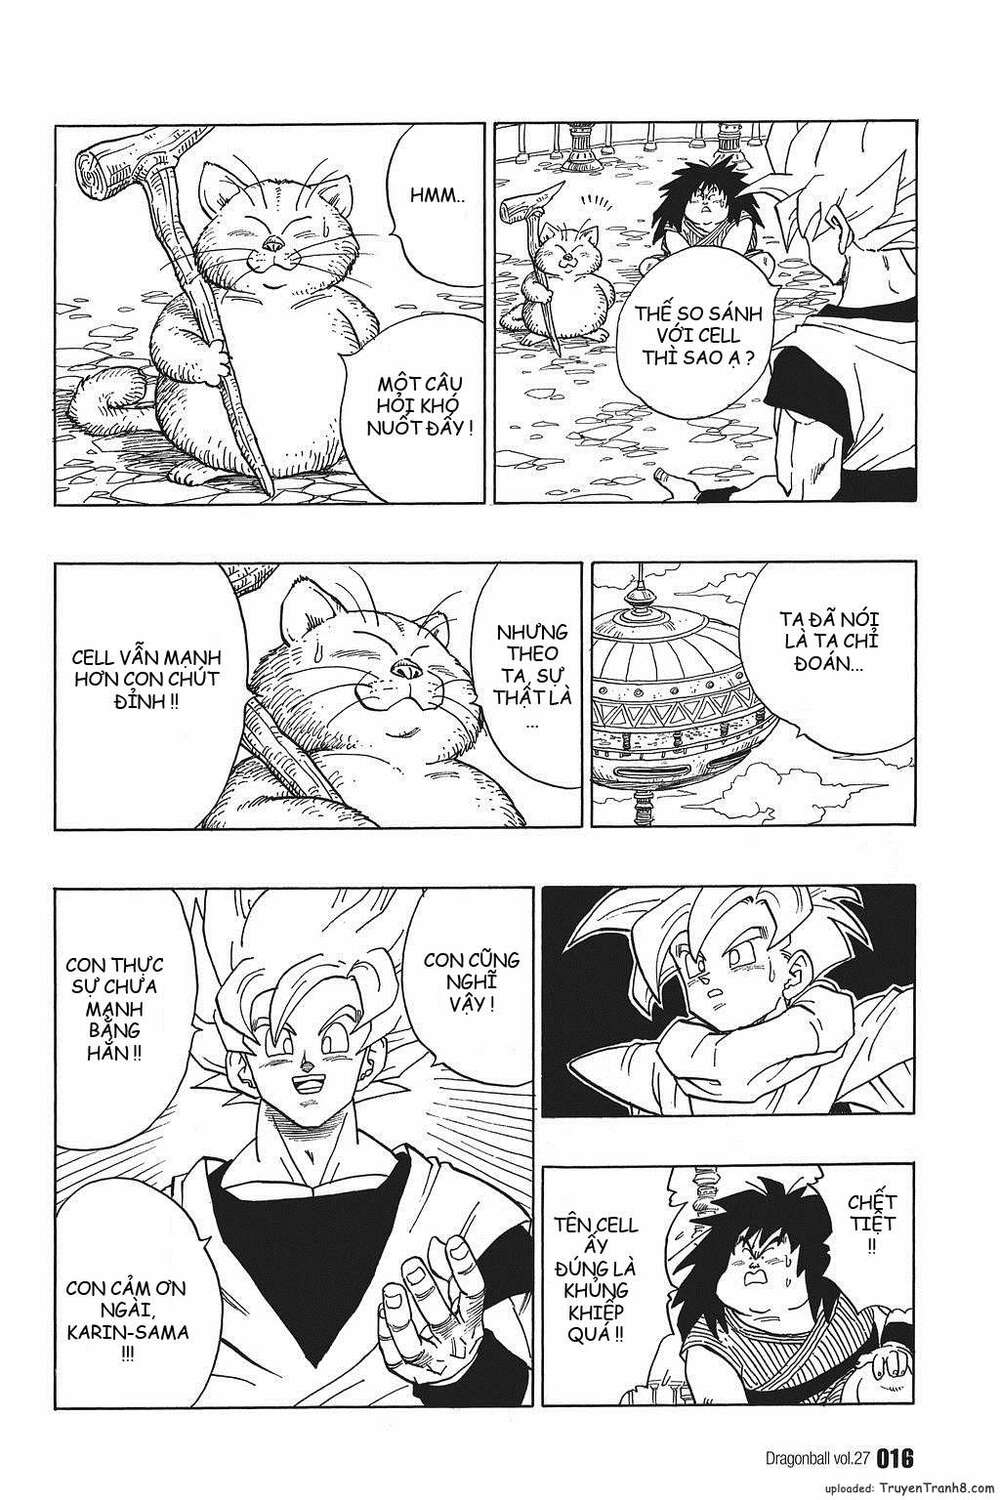 THẾ SO SÁNH
VỚI CELL
THÌ SAO Ạ ?
HMM..
MỘT CÂU
HỎI KHÓ
NUỐT ĐẤY !
TA ĐÃ NÓI
LÀ TA CHỈ
ĐOÁN...
NHƯNG
THEO
TA, SỰ
THẬT LÀ
...
CELL VẪN MẠNH
HƠN CON CHÚT
ĐỈNH !!
CON CŨNG
NGHĨ
VẬY !
CON THỰC
SỰ CHƯA
MẠNH
BẰNG
HẮN !!
CON CẢM ƠN
NGÀI,
KARIN-SAMA
!!!
CHẾT
TIỆT
!!
TÊN CELL
ẤY
ĐÚNG LÀ
KHỦNG
KHIẾP
QUÁ !!
Dragonball vol.27 016
uploaded: TruyenTranh8.com